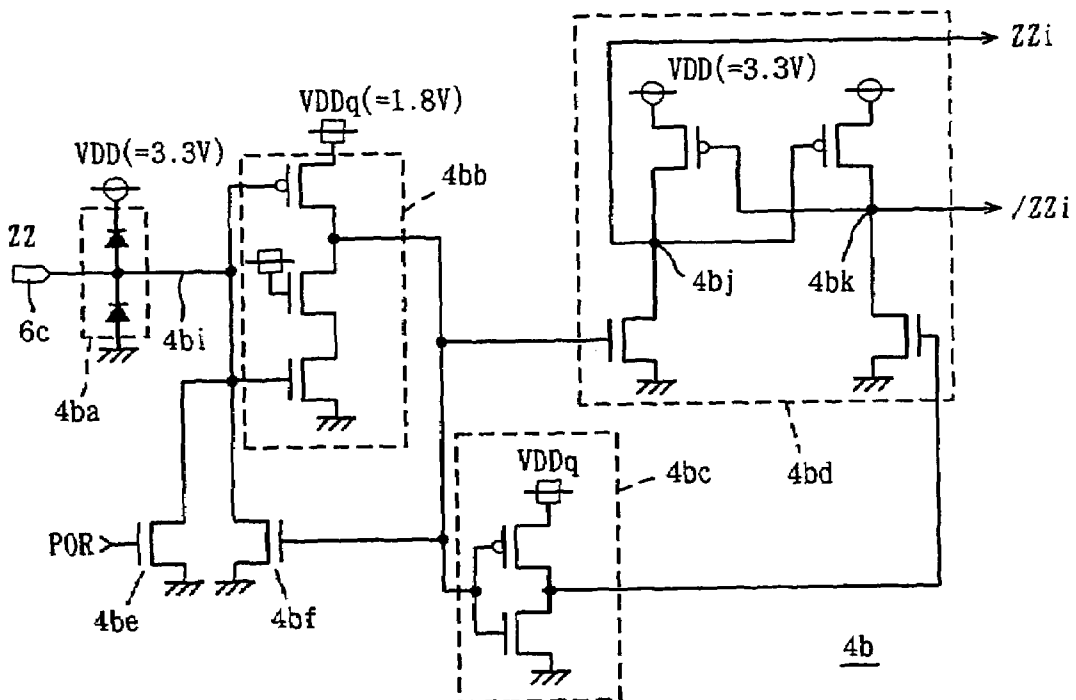 ZZi
VDD(=3.3V)
VDDq(=1.8V)
VDD(=3.3V)
4bb
/ZZi
ZZ
4bj
4bk
6c
4bi
4ba
VDDq
4bc
4bd
POR
4be
4bf
4b